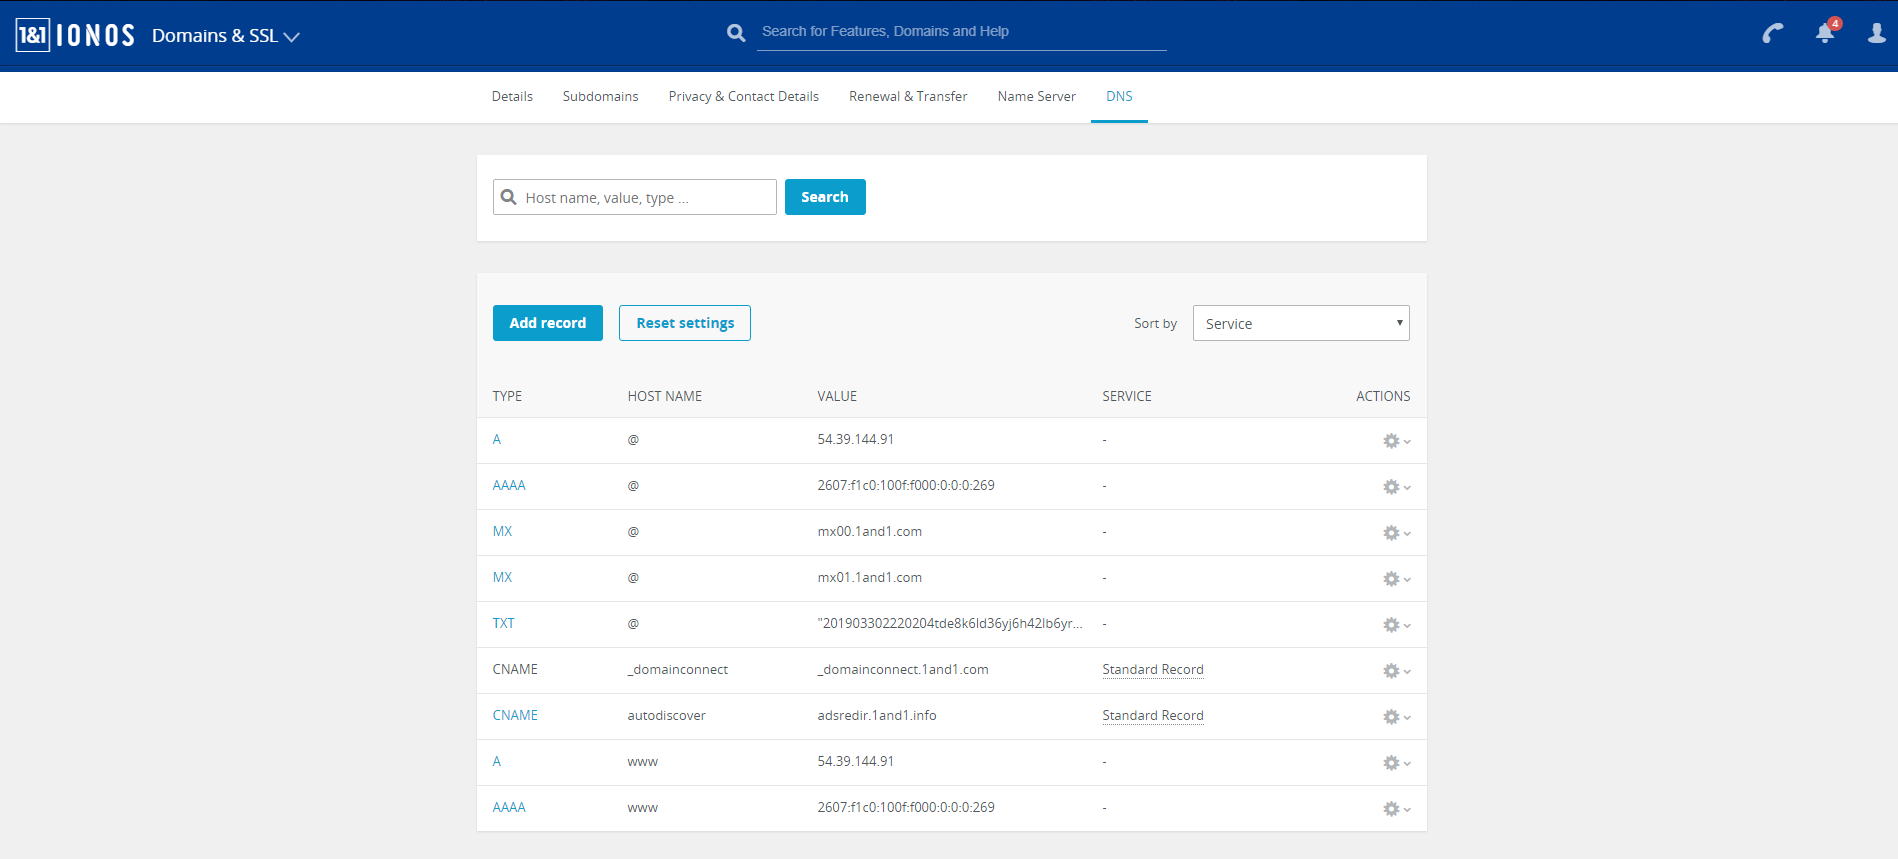 1&1 IONOS Domains & SSL Search for Features, Domains and Help 4
Details Subdomains Privacy & Contact Details Renewal & Transfer Name Server DNS
Host name, value, type ... Search
Add record Reset settings Sort by Service
TYPE HOST NAME VALUE SERVICE ACTIONS
A @ 54.39.144.91 -
AAAA @ 2607:f1c0:100f:f000:0:0:0:269 -
MX @ mx00.1and1.com -
MX @ mx01.1and1.com -
TXT @ "201903302220204tde8k6ld36yj6h42lb6yr... -
CNAME _domainconnect _domainconnect.1and1.com Standard Record
CNAME autodiscover adsredir.1and1.info Standard Record
A www 54.39.144.91 -
AAAA www 2607:f1c0:100f:f000:0:0:0:269 -